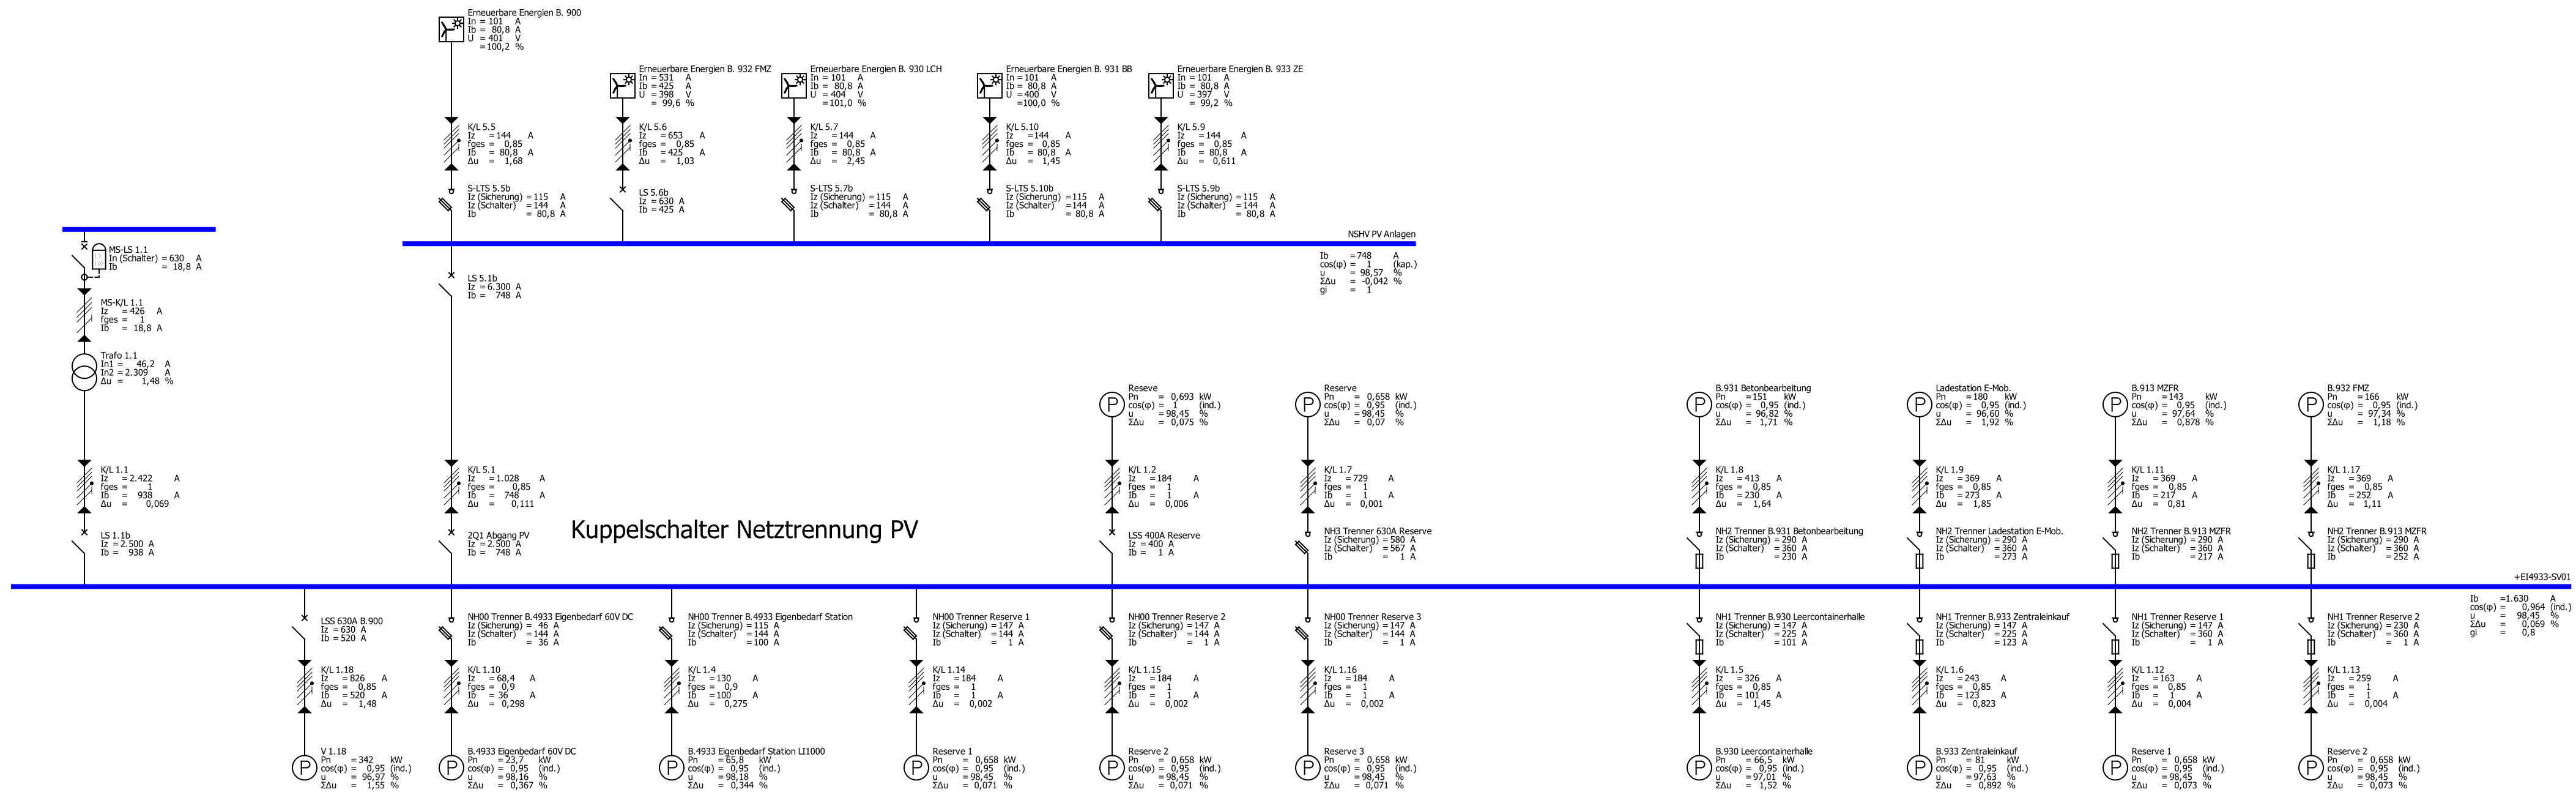 Erneuerbare Energien B. 900
In = 101 A
Ib = 80,8 A
U = 401 V
=100,2 %
Erneuerbare Energien B. 932 FMZ
In = 531 A
Ib = 425 A
U = 398 V
= 99,6 %
Erneuerbare Energien B. 930 LCH
In = 101 A
Ib = 80,8 A
U = 404 V
=101,0 %
Erneuerbare Energien B. 931 BB
In = 101 A
Ib = 80,8 A
U = 400 V
=100,0 %
Erneuerbare Energien B. 933 ZE
In = 101 A
Ib = 80,8 A
U = 397 V
= 99,2 %
K/L 5.5
Iz =144 A
fges = 0,85
Ib = 80,8 A
Δu = 1,68
K/L 5.6
Iz = 653 A
fges = 0,85
Ib = 425 A
Δu = 1,03
K/L 5.7
Iz =144 A
fges = 0,85
Ib = 80,8 A
Δu = 2,45
K/L 5.10
Iz =144 A
fges = 0,85
Ib = 80,8 A
Δu = 1,45
K/L 5.9
Iz =144 A
fges = 0,85
Ib = 80,8 A
Δu = 0,611
S-LTS 5.5b
Iz (Sicherung) =115 A
Iz (Schalter) =144 A
Ib = 80,8 A
LS 5.6b
Iz = 630 A
Ib = 425 A
S-LTS 5.7b
Iz (Sicherung) =115 A
Iz (Schalter) =144 A
Ib = 80,8 A
S-LTS 5.10b
Iz (Sicherung) =115 A
Iz (Schalter) =144 A
Ib = 80,8 A
S-LTS 5.9b
Iz (Sicherung) =115 A
Iz (Schalter) =144 A
Ib = 80,8 A
NSHV PV Anlagen
Ib =748 A
cos(φ) = 1 (kap.)
u = 98,57 %
ΣΔu = -0,042 %
gi = 1
MS-LS 1.1
In (Schalter) = 630 A
Ib = 18,8 A
MS-K/L 1.1
Iz = 426 A
fges = 1
Ib = 18,8 A
Trafo 1.1
In1 = 46,2 A
In2 = 2.309 A
Δu = 1,48 %
K/L 1.1
Iz = 2.422 A
fges = 1
Ib = 938 A
Δu = 0,069
LS 1.1b
Iz = 2.500 A
Ib = 938 A
LS 5.1b
Iz = 6.300 A
Ib = 748 A
K/L 5.1
Iz = 1.028 A
fges = 0,85
Ib = 748 A
Δu = 0,111
2Q1 Abgang PV
Iz = 2.500 A
Ib = 748 A
Kuppelschalter Netztrennung PV
Reseve
Pn = 0,693 kW
cos(φ) = 1 (ind.)
u = 98,45 %
ΣΔu = 0,075 %
K/L 1.2
Iz = 184 A
fges = 1
Ib = 1 A
Δu = 0,006
LSS 400A Reserve
Iz = 400 A
Ib = 1 A
Reserve
Pn = 0,658 kW
cos(φ) = 0,95 (ind.)
u = 98,45 %
ΣΔu = 0,07 %
K/L 1.7
Iz = 729 A
fges = 1
Ib = 1 A
Δu = 0,001
NH3 Trenner 630A Reserve
Iz (Sicherung) = 580 A
Iz (Schalter) = 567 A
Ib = 1 A
B.931 Betonbearbeitung
Pn =151 kW
cos(φ) = 0,95 (ind.)
u = 96,82 %
ΣΔu = 1,71 %
K/L 1.8
Iz = 413 A
fges = 0,85
Ib = 230 A
Δu = 1,64
NH2 Trenner B.931 Betonbearbeitung
Iz (Sicherung) = 290 A
Iz (Schalter) = 360 A
Ib = 230 A
Ladestation E-Mob.
Pn =180 kW
cos(φ) = 0,95 (ind.)
u = 96,60 %
ΣΔu = 1,92 %
K/L 1.9
Iz = 369 A
fges = 0,85
Ib = 273 A
Δu = 1,85
NH2 Trenner Ladestation E-Mob.
Iz (Sicherung) = 290 A
Iz (Schalter) = 360 A
Ib = 273 A
B.913 MZFR
Pn =143 kW
cos(φ) = 0,95 (ind.)
u = 97,64 %
ΣΔu = 0,878 %
K/L 1.11
Iz = 369 A
fges = 0,85
Ib = 217 A
Δu = 0,81
NH2 Trenner B.913 MZFR
Iz (Sicherung) = 290 A
Iz (Schalter) = 360 A
Ib = 217 A
B.932 FMZ
Pn =166 kW
cos(φ) = 0,95 (ind.)
u = 97,34 %
ΣΔu = 1,18 %
K/L 1.17
Iz = 369 A
fges = 0,85
Ib = 252 A
Δu = 1,11
NH2 Trenner B.913 MZFR
Iz (Sicherung) = 290 A
Iz (Schalter) = 360 A
Ib = 252 A
+EI4933-SV01
Ib =1.630 A
cos(φ) = 0,964 (ind.)
u = 98,45 %
ΣΔu = 0,069 %
gi = 0,8
LSS 630A B.900
Iz = 630 A
Ib = 520 A
K/L 1.18
Iz = 826 A
fges = 0,85
Ib = 520 A
Δu = 1,48
V 1.18
Pn = 342 kW
cos(φ) = 0,95 (ind.)
u = 96,97 %
ΣΔu = 1,55 %
NH00 Trenner B.4933 Eigenbedarf 60V DC
Iz (Sicherung) = 46 A
Iz (Schalter) =144 A
Ib = 36 A
K/L 1.10
Iz = 68,4 A
fges = 0,9
Ib = 36 A
Δu = 0,298
B.4933 Eigenbedarf 60V DC
Pn = 23,7 kW
cos(φ) = 0,95 (ind.)
u = 98,16 %
ΣΔu = 0,367 %
NH00 Trenner B.4933 Eigenbedarf Station
Iz (Sicherung) =115 A
Iz (Schalter) =144 A
Ib =100 A
K/L 1.4
Iz = 130 A
fges = 0,9
Ib = 100 A
Δu = 0,275
B.4933 Eigenbedarf Station LI1000
Pn = 65,8 kW
cos(φ) = 0,95 (ind.)
u = 98,18 %
ΣΔu = 0,344 %
NH00 Trenner Reserve 1
Iz (Sicherung) =147 A
Iz (Schalter) =144 A
Ib = 1 A
K/L 1.14
Iz = 184 A
fges = 1
Ib = 1 A
Δu = 0,002
Reserve 1
Pn = 0,658 kW
cos(φ) = 0,95 (ind.)
u = 98,45 %
ΣΔu = 0,071 %
NH00 Trenner Reserve 2
Iz (Sicherung) =147 A
Iz (Schalter) =144 A
Ib = 1 A
K/L 1.15
Iz = 184 A
fges = 1
Ib = 1 A
Δu = 0,002
Reserve 2
Pn = 0,658 kW
cos(φ) = 0,95 (ind.)
u = 98,45 %
ΣΔu = 0,071 %
NH00 Trenner Reserve 3
Iz (Sicherung) =147 A
Iz (Schalter) =144 A
Ib = 1 A
K/L 1.16
Iz = 184 A
fges = 1
Ib = 1 A
Δu = 0,002
Reserve 3
Pn = 0,658 kW
cos(φ) = 0,95 (ind.)
u = 98,45 %
ΣΔu = 0,071 %
NH1 Trenner B.930 Leercontainerhalle
Iz (Sicherung) =147 A
Iz (Schalter) =225 A
Ib =101 A
K/L 1.5
Iz = 326 A
fges = 0,85
Ib = 101 A
Δu = 1,45
B.930 Leercontainerhalle
Pn = 66,5 kW
cos(φ) = 0,95 (ind.)
u = 97,01 %
ΣΔu = 1,52 %
NH1 Trenner B.933 Zentraleinkauf
Iz (Sicherung) =147 A
Iz (Schalter) =225 A
Ib =123 A
K/L 1.6
Iz = 243 A
fges = 0,85
Ib = 123 A
Δu = 0,823
B.933 Zentraleinkauf
Pn = 81 kW
cos(φ) = 0,95 (ind.)
u = 97,63 %
ΣΔu = 0,892 %
NH1 Trenner Reserve 1
Iz (Sicherung) =147 A
Iz (Schalter) =360 A
Ib = 1 A
K/L 1.12
Iz = 163 A
fges = 0,85
Ib = 1 A
Δu = 0,004
Reserve 1
Pn = 0,658 kW
cos(φ) = 0,95 (ind.)
u = 98,45 %
ΣΔu = 0,073 %
NH1 Trenner Reserve 2
Iz (Sicherung) = 230 A
Iz (Schalter) = 360 A
Ib = 1 A
K/L 1.13
Iz = 259 A
fges = 1
Ib = 1 A
Δu = 0,004
Reserve 2
Pn = 0,658 kW
cos(φ) = 0,95 (ind.)
u = 98,45 %
ΣΔu = 0,073 %